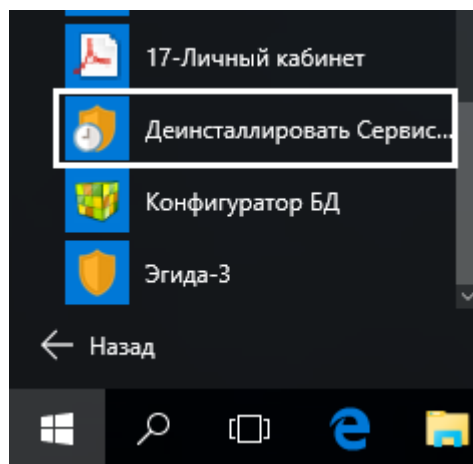 17-Личный кабинет
Деинсталлировать Сервис...
Конфигуратор БД
Эгида-3
Назад